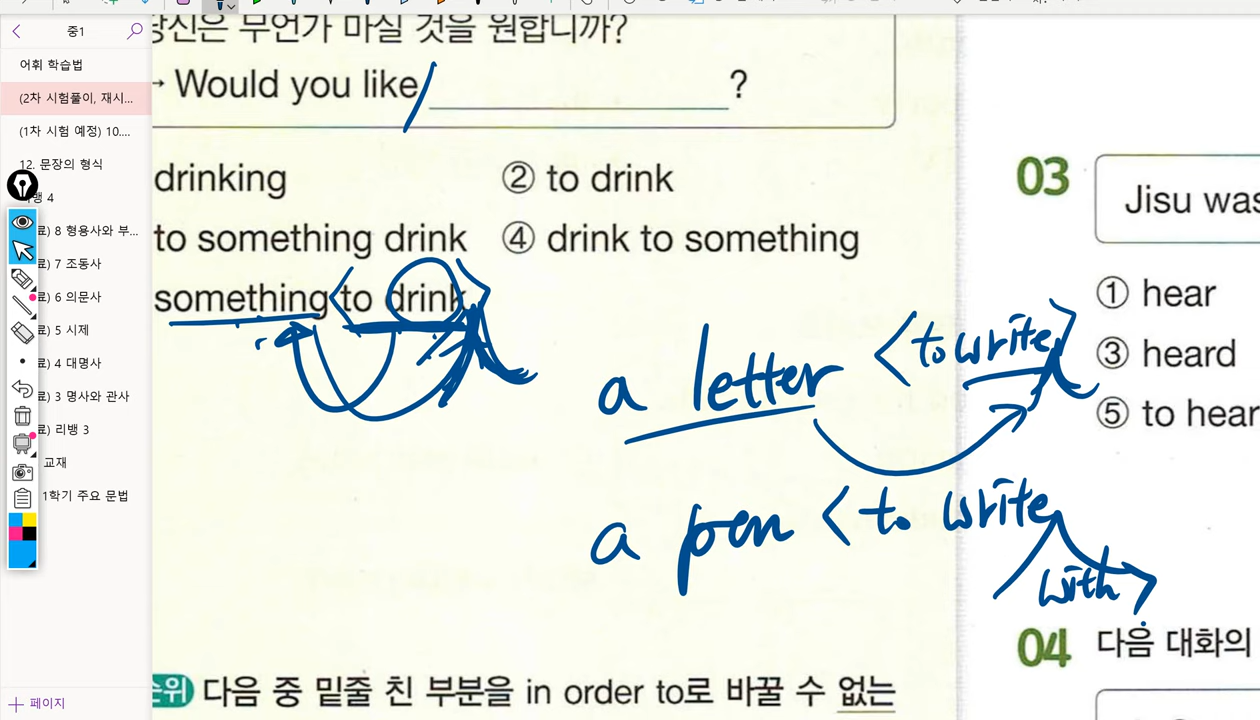 중1
어휘 학습법
(2차 시험풀이, 재시...
(1차 시험 예정) 10....
12. 문장의 형식
뱅 4
료) 8 형용사와 부...
료) 7 조동사
료) 6 의문사
료) 5 시제
료) 4 대명사
료) 3 명사와 관사
료) 리뱅 3
교재
1학기 주요 문법
페이지
당신은 무언가 마실 것을 원합니까?
→ Would you like / ____________ ?
drinking
② to drink
to something drink
④ drink to something
something <to drink>
a letter <to write>
a pen <to write
with >
순위 다음 중 밑줄 친 부분을 in order to로 바꿀 수 없는
03
Jisu was
① hear
③ heard
⑤ to hear
04 다음 대화의